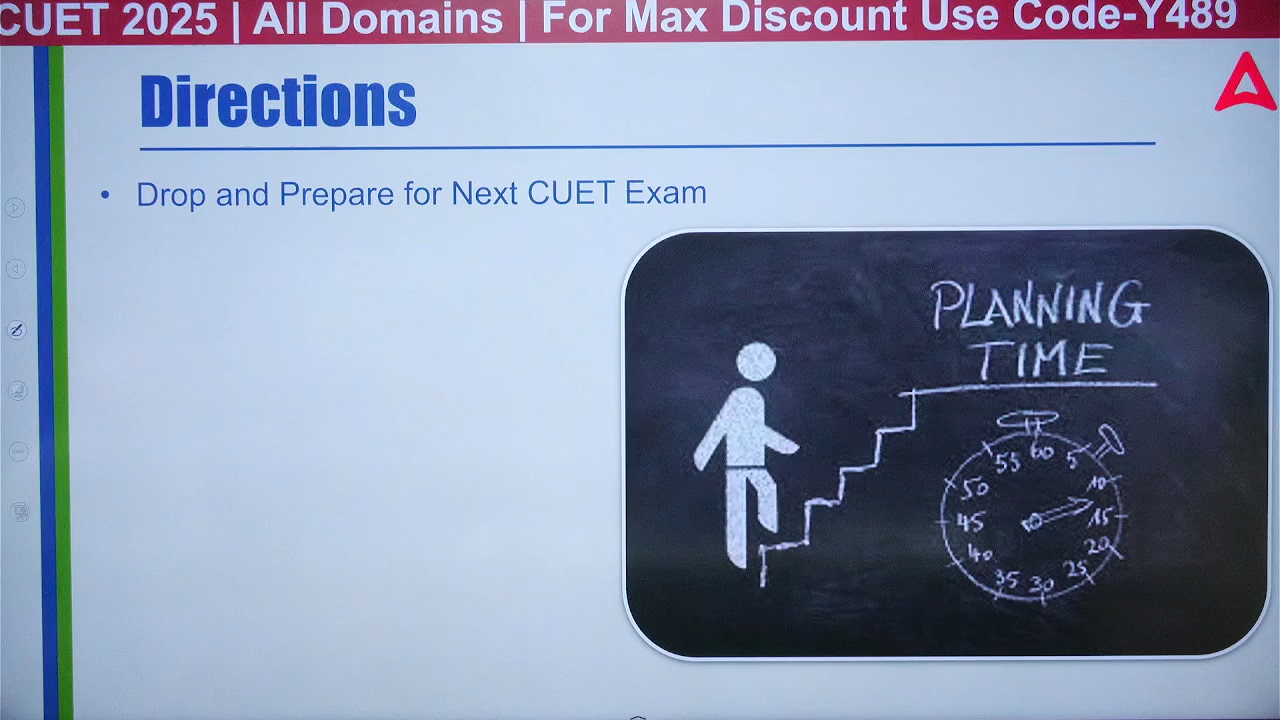 CUET 2025 | All Domains | For Max Discount Use Code-Y489
Directions
• Drop and Prepare for Next CUET Exam
PLANNING
TIME
55 60 5
50 10
45 15
40 20
35 30 25